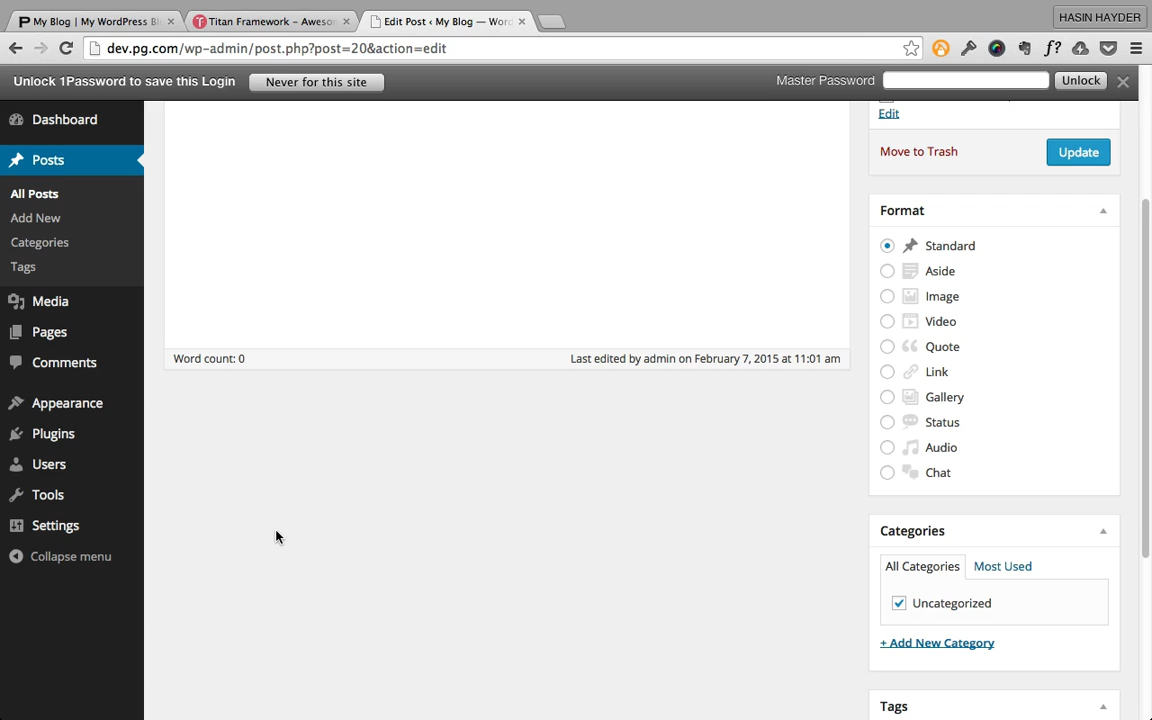 My Blog | My WordPress Bl
Titan Framework – Awesom
Edit Post ‹ My Blog — Word
HASIN HAYDER
dev.pg.com/wp-admin/post.php?post=20&action=edit
f?
Unlock 1Password to save this Login
Never for this site
Master Password
Unlock
Dashboard
Posts
All Posts
Add New
Categories
Tags
Media
Pages
Comments
Appearance
Plugins
Users
Tools
Settings
Collapse menu
Word count: 0
Last edited by admin on February 7, 2015 at 11:01 am
Edit
Move to Trash
Update
Format
Standard
Aside
Image
Video
Quote
Link
Gallery
Status
Audio
Chat
Categories
All Categories
Most Used
Uncategorized
+ Add New Category
Tags